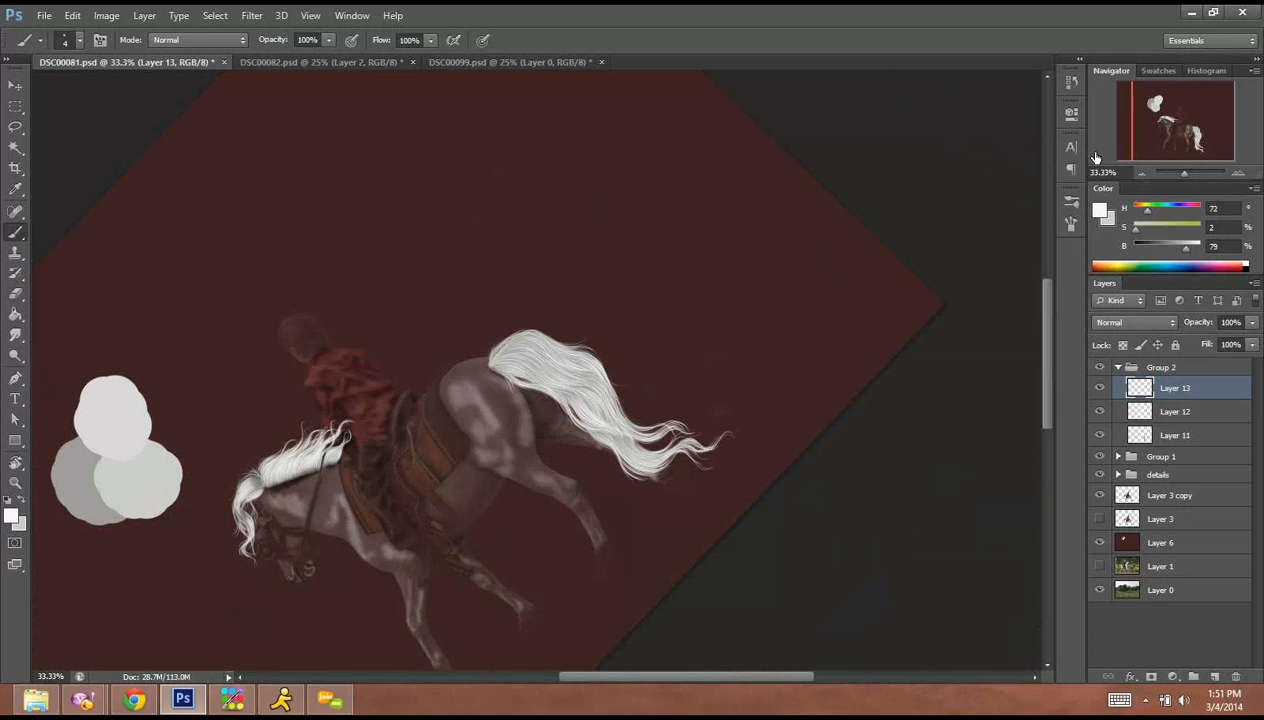 Ps File Edit Image Layer Type Select Filter 3D View Window Help
4 Mode: Normal Opacity: 100% Flow: 100% Essentials
DSC00081.psd @ 33.3% (Layer 13, RGB/8) * × DSC00082.psd @ 25% (Layer 2, RGB/8) * × DSC00099.psd @ 25% (Layer 0, RGB/8) * ×
Navigator Swatches Histogram
33.33%
Color
H 72 °
S 2 %
B 79 %
Layers
Kind
Normal Opacity: 100%
Lock: Fill: 100%
Group 2
Layer 13
Layer 12
Layer 11
Group 1
details
Layer 3 copy
Layer 3
Layer 6
Layer 1
Layer 0
33.33% Doc: 28.7M/113.0M
Ps
1:51 PM
3/4/2014